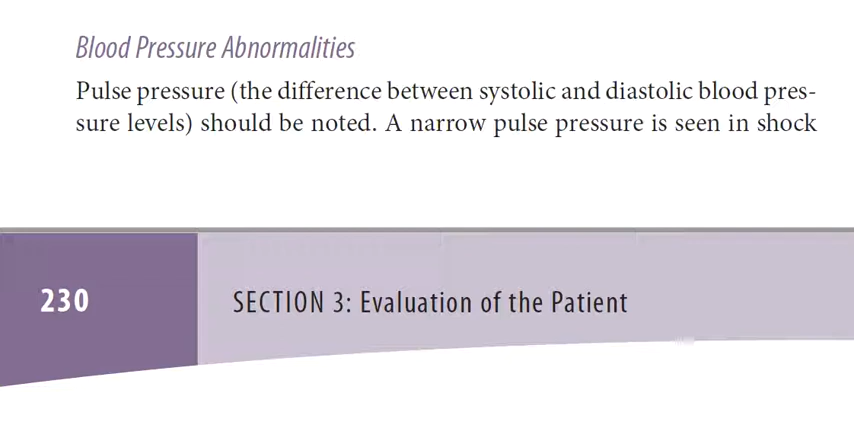 Blood Pressure Abnormalities
Pulse pressure (the difference between systolic and diastolic blood pres-
sure levels) should be noted. A narrow pulse pressure is seen in shock
230
SECTION 3: Evaluation of the Patient